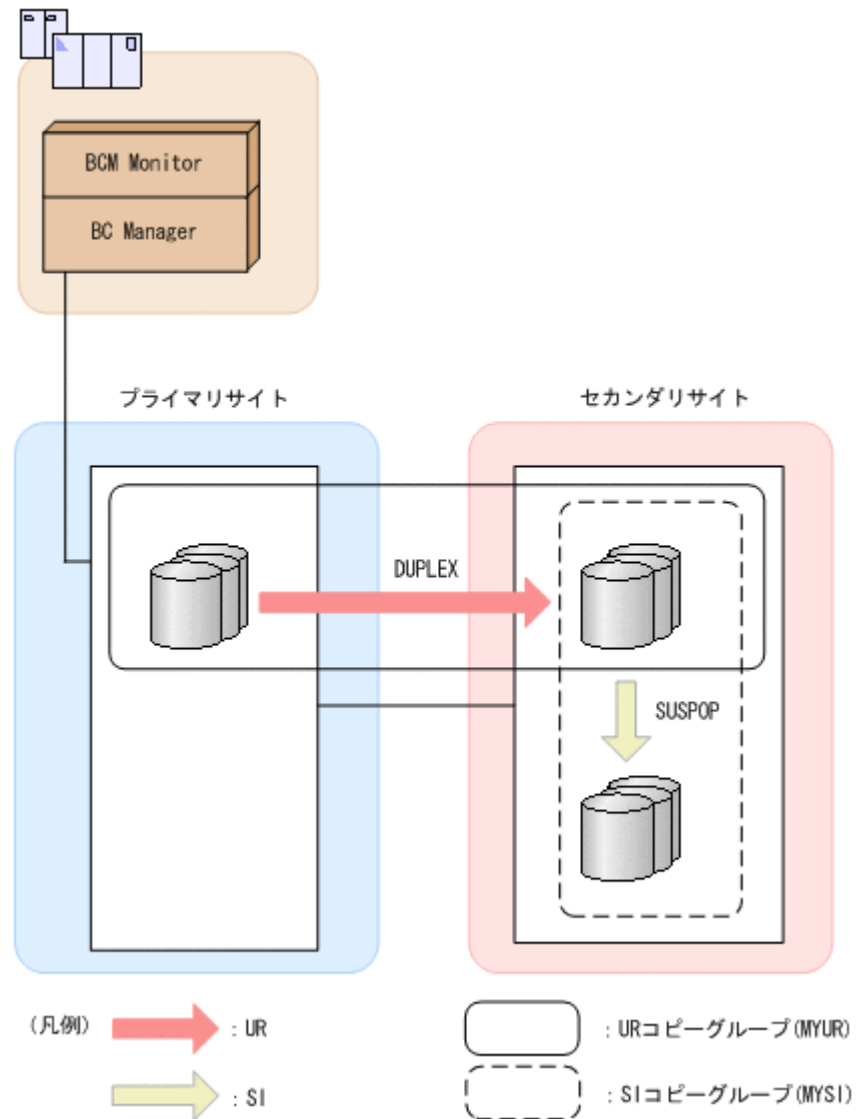 BCM Monitor
BC Manager
プライマリサイト
セカンダリサイト
DUPLEX
SUSPOP
(凡例)
: UR
: URコピーグループ(MYUR)
: SI
: SIコピーグループ(MYSI)